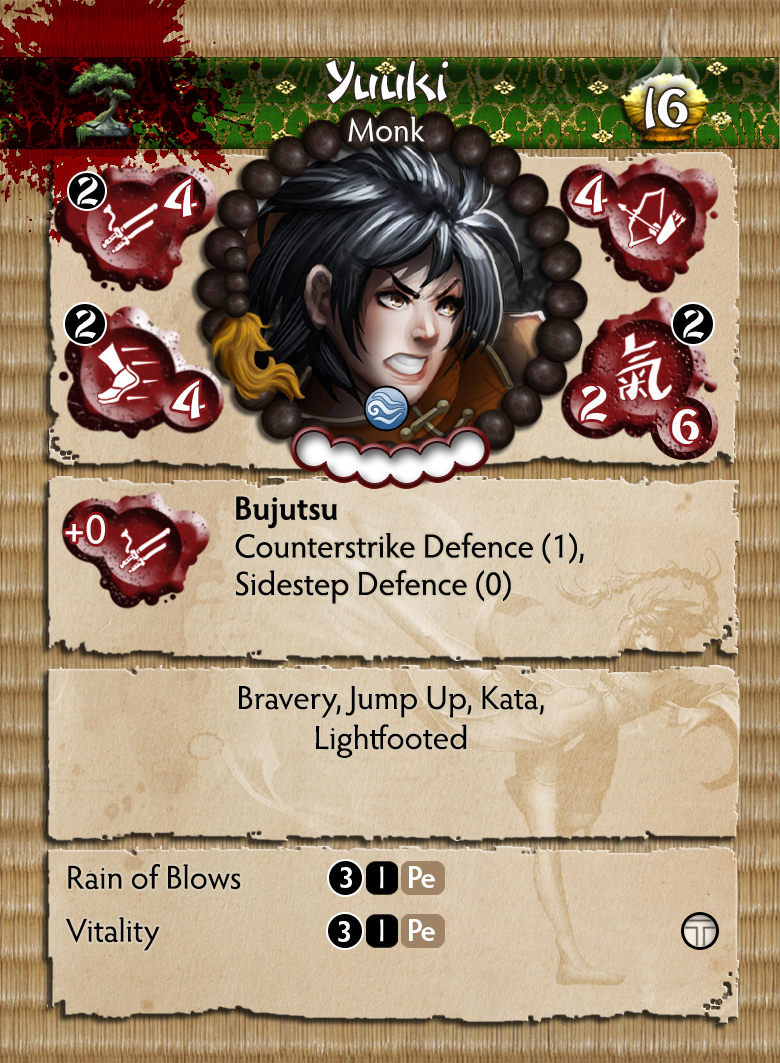 Yuuki
16
Monk
2 4
4
2 4
氣 2
2 6
+0
Bujutsu
Counterstrike Defence (1),
Sidestep Defence (0)
Bravery, Jump Up, Kata,
Lightfooted
Rain of Blows 3 1 Pe
Vitality 3 1 Pe T